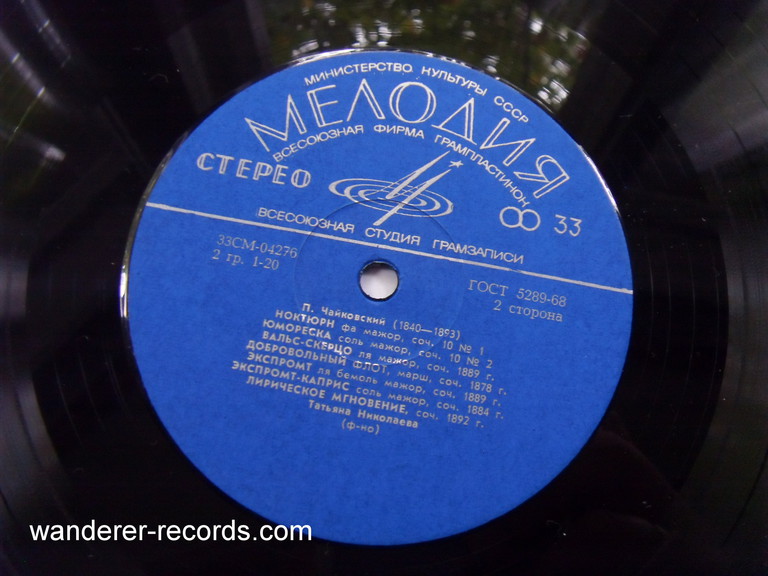 МИНИСТЕРСТВО КУЛЬТУРЫ СССР
МЕЛОДИЯ
ВСЕСОЮЗНАЯ ФИРМА ГРАМПЛАСТИНОК
СТЕРЕО
33
ВСЕСОЮЗНАЯ СТУДИЯ ГРАМЗАПИСИ
33СМ-04276
2 гр. 1-20
ГОСТ 5289-68
2 сторона
П. Чайковский (1840—1893)
НОКТЮРН фа мажор, соч. 10 № 1
ЮМОРЕСКА соль мажор, соч. 10 № 2
ВАЛЬС-СКЕРЦО ля мажор, соч. 1889 г.
ДОБРОВОЛЬНЫЙ ФЛОТ, марш, соч. 1878 г.
ЭКСПРОМТ ля бемоль мажор, соч. 1889 г.
ЭКСПРОМТ-КАПРИС соль мажор, соч. 1884 г.
ЛИРИЧЕСКОЕ МГНОВЕНИЕ, соч. 1892 г.
Татьяна Николаева
(ф-но)
wanderer-records.com